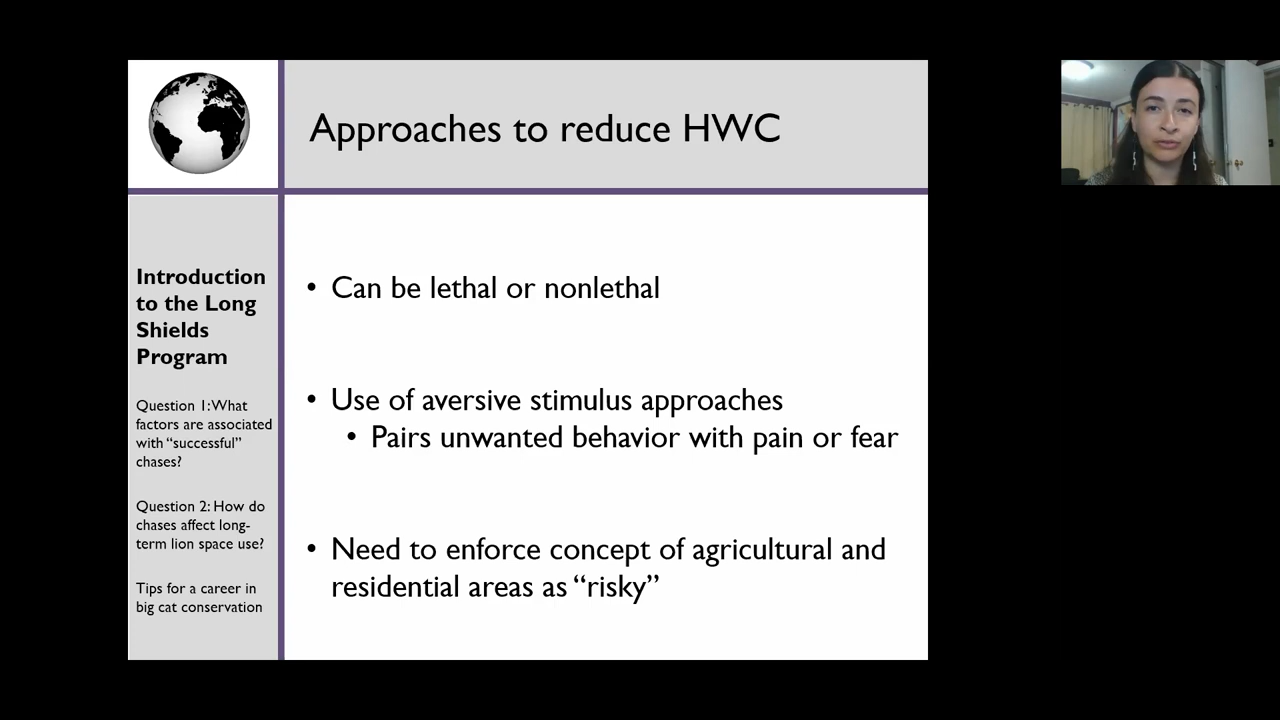 Approaches to reduce HWC
Introduction
to the Long
Shields
Program
Question 1: What
factors are associated
with “successful”
chases?
Question 2: How do
chases affect long-
term lion space use?
Tips for a career in
big cat conservation
• Can be lethal or nonlethal
• Use of aversive stimulus approaches
• Pairs unwanted behavior with pain or fear
• Need to enforce concept of agricultural and
residential areas as “risky”